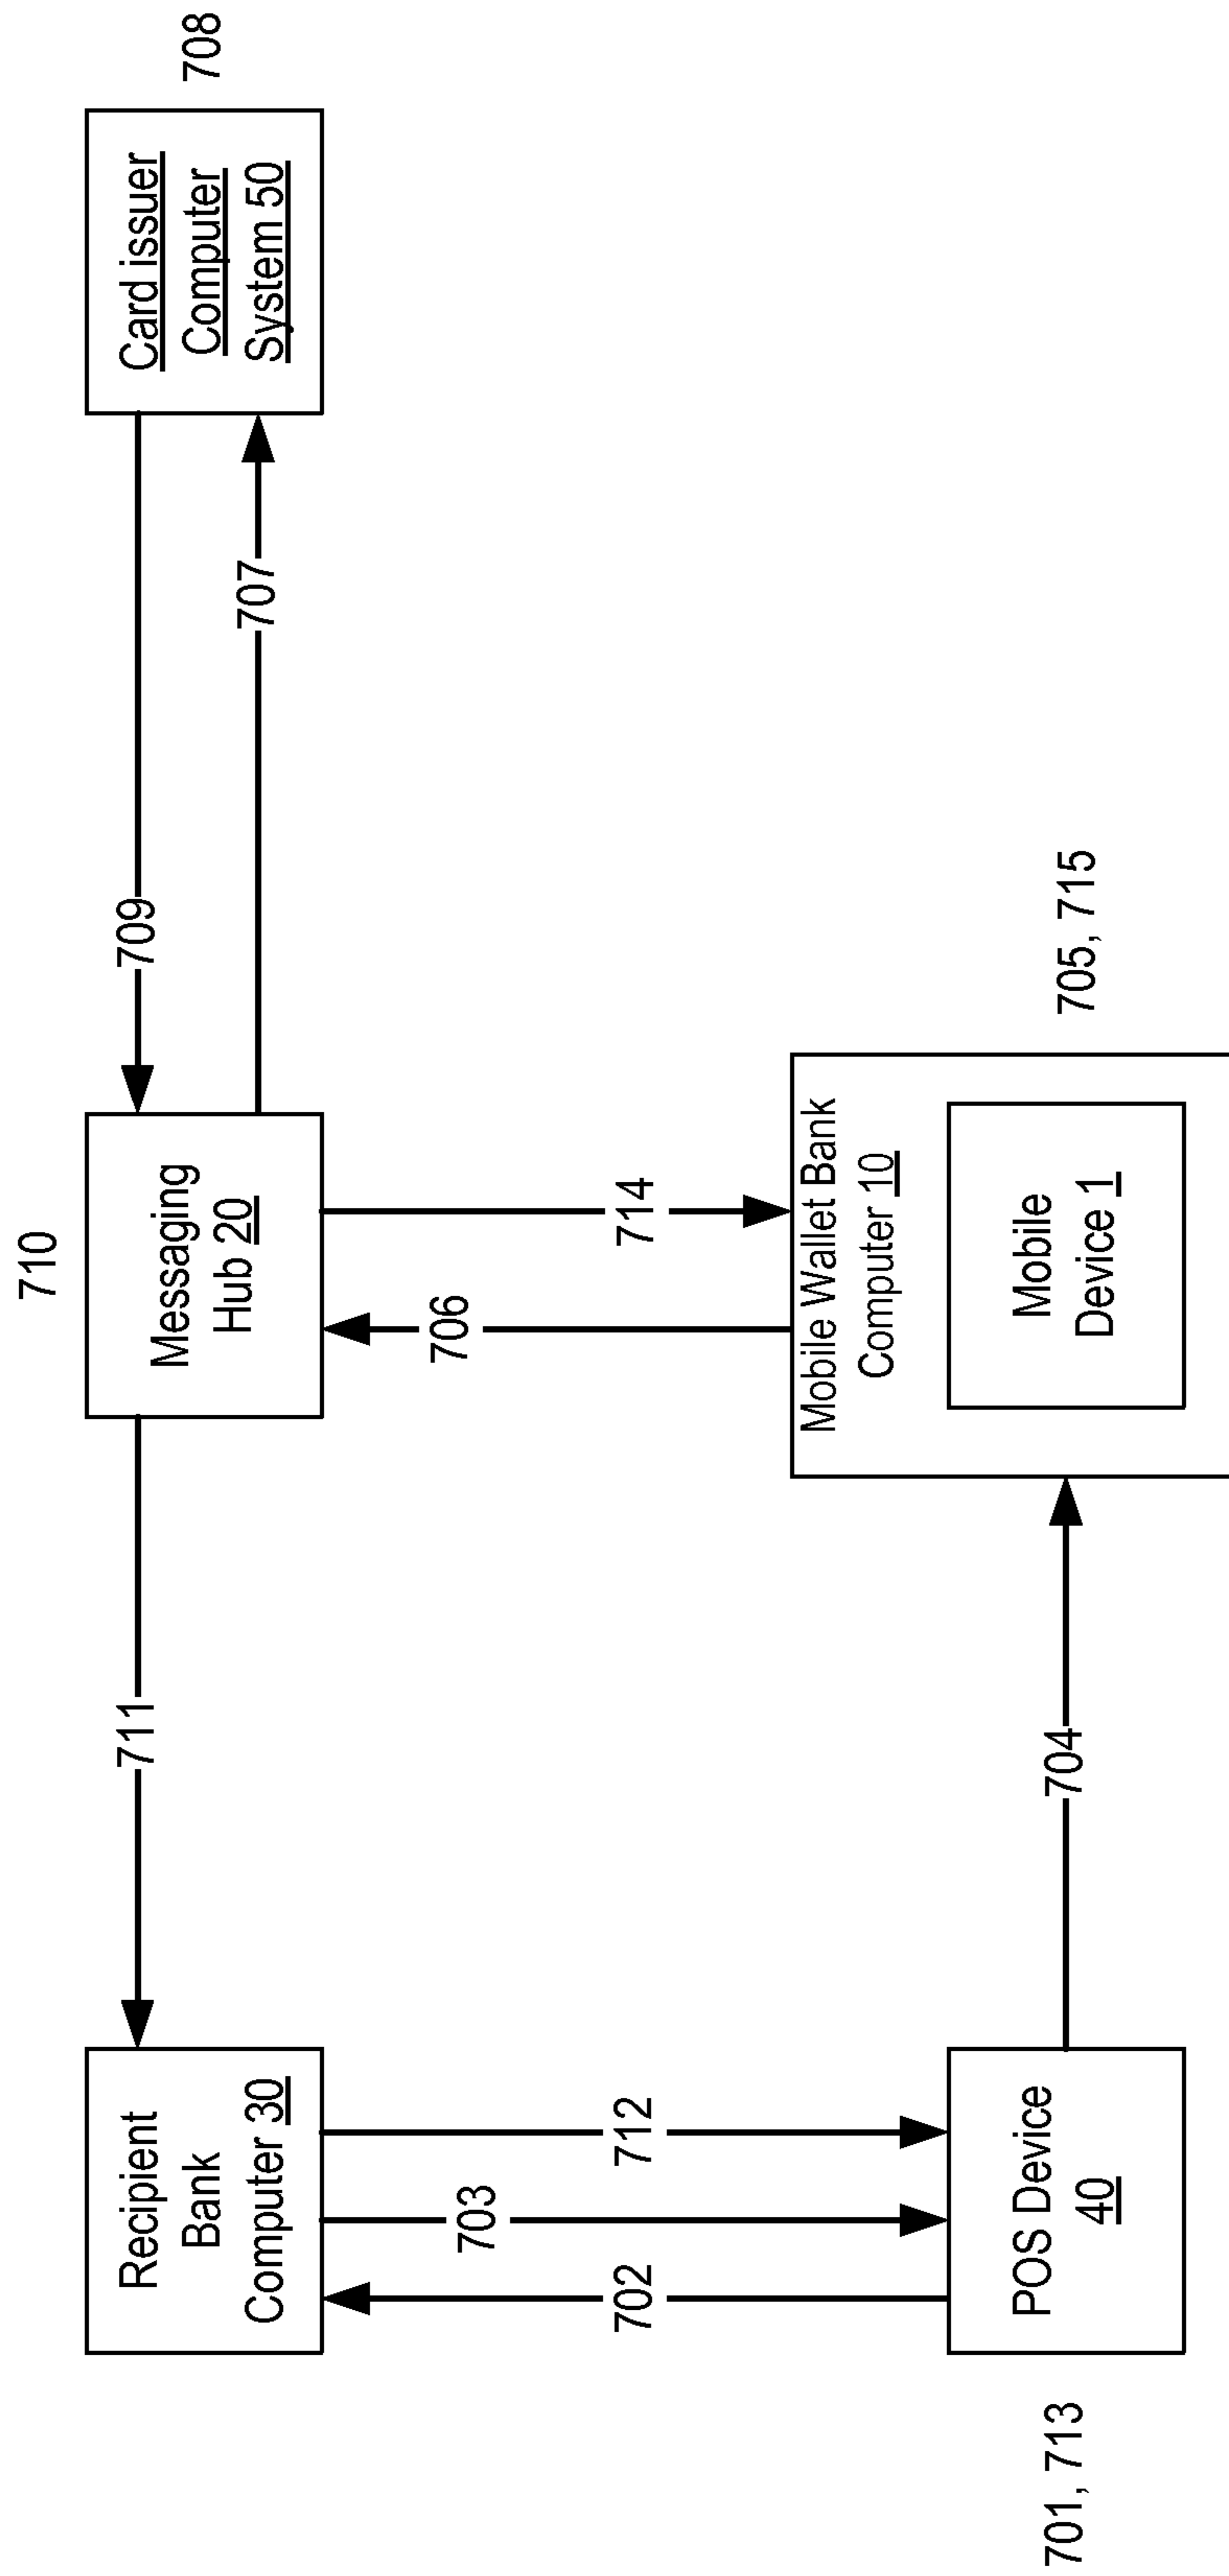 710
708
Recipient
Bank
Computer 30
711
Messaging
Hub 20
709
Card issuer
Computer
System 50
707
702
703
712
706
714
701, 713
POS Device
40
704
Mobile Wallet Bank
Computer 10
Mobile
Device 1
705, 715